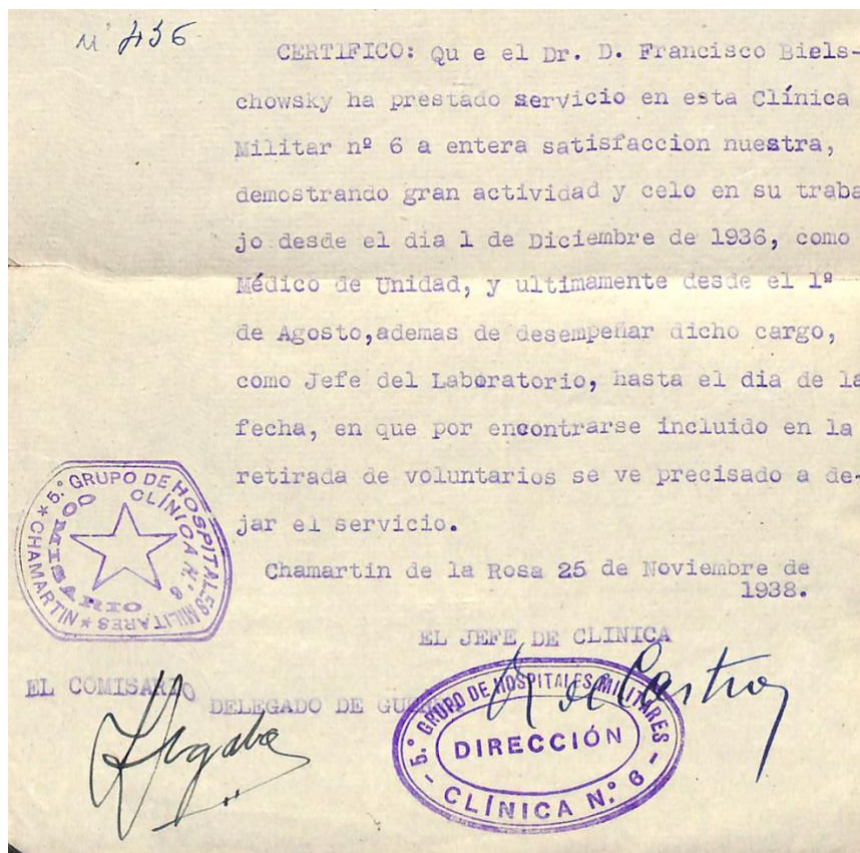 Nº 436
CERTIFICO: Qu e el Dr. D. Francisco Biels-
chowsky ha prestado servicio en esta Clínica
Militar nº 6 a entera satisfaccion nuestra,
demostrando gran actividad y celo en su traba
jo desde el dia 1 de Diciembre de 1936, como
Médico de Unidad, y ultimamente desde el 1º
de Agosto,ademas de desempeñar dicho cargo,
como Jefe del Laboratorio, hasta el dia de la
fecha, en que por encontrarse incluido en la
retirada de voluntarios se ve precisado a de-
jar el servicio.
Chamartin de la Rosa 25 de Noviembre de
1938.
5.º GRUPO DE HOSPITALES MILITARES
CLÍNICA N.º 6
COMISARIO
★ CHAMARTIN ★
EL JEFE DE CLINICA
EL COMISARIO
DELEGADO DE GUERRA
Castro
5.º GRUPO DE HOSPITALES MILITARES
DIRECCIÓN
- CLÍNICA N.º 6 -